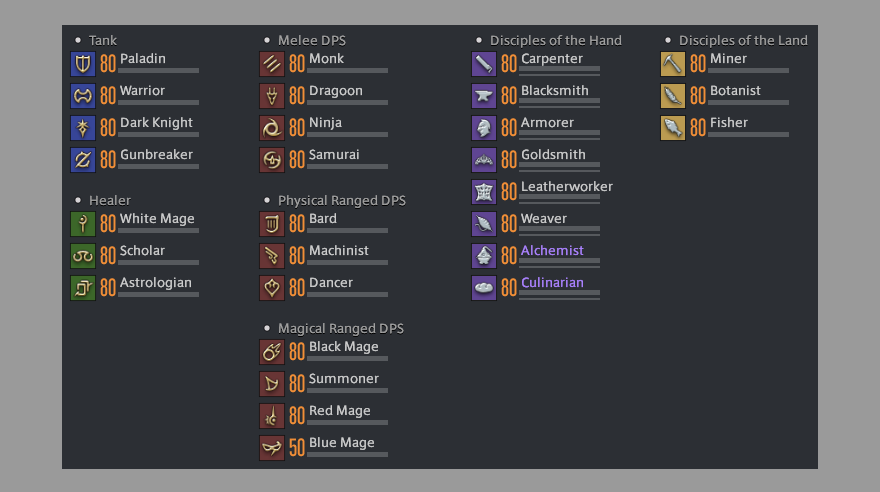 Tank
80 Paladin
80 Warrior
80 Dark Knight
80 Gunbreaker
Healer
80 White Mage
80 Scholar
80 Astrologian
Melee DPS
80 Monk
80 Dragoon
80 Ninja
80 Samurai
Physical Ranged DPS
80 Bard
80 Machinist
80 Dancer
Magical Ranged DPS
80 Black Mage
80 Summoner
80 Red Mage
50 Blue Mage
Disciples of the Hand
80 Carpenter
80 Blacksmith
80 Armorer
80 Goldsmith
80 Leatherworker
80 Weaver
80 Alchemist
80 Culinarian
Disciples of the Land
80 Miner
80 Botanist
80 Fisher